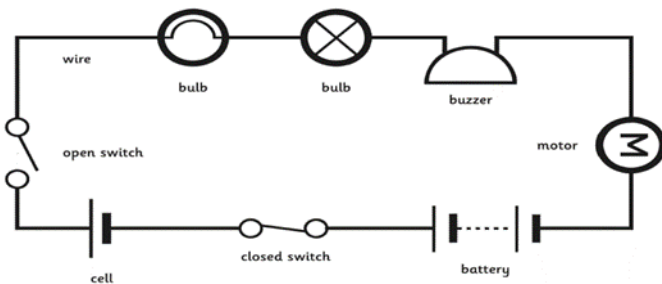 wire
bulb
bulb
buzzer
motor
M
open switch
cell
closed switch
battery